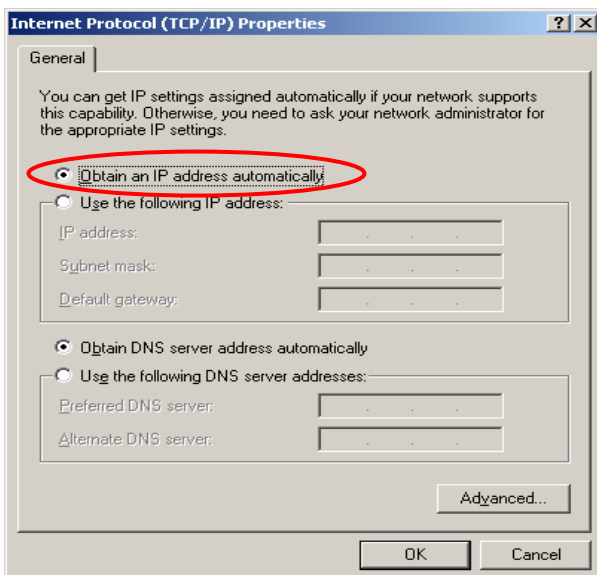 Internet Protocol (TCP/IP) Properties
General
You can get IP settings assigned automatically if your network supports
this capability. Otherwise, you need to ask your network administrator for
the appropriate IP settings.
Obtain an IP address automatically
Use the following IP address:
IP address:
Subnet mask:
Default gateway:
Obtain DNS server address automatically
Use the following DNS server addresses:
Preferred DNS server:
Alternate DNS server:
Advanced...
OK Cancel